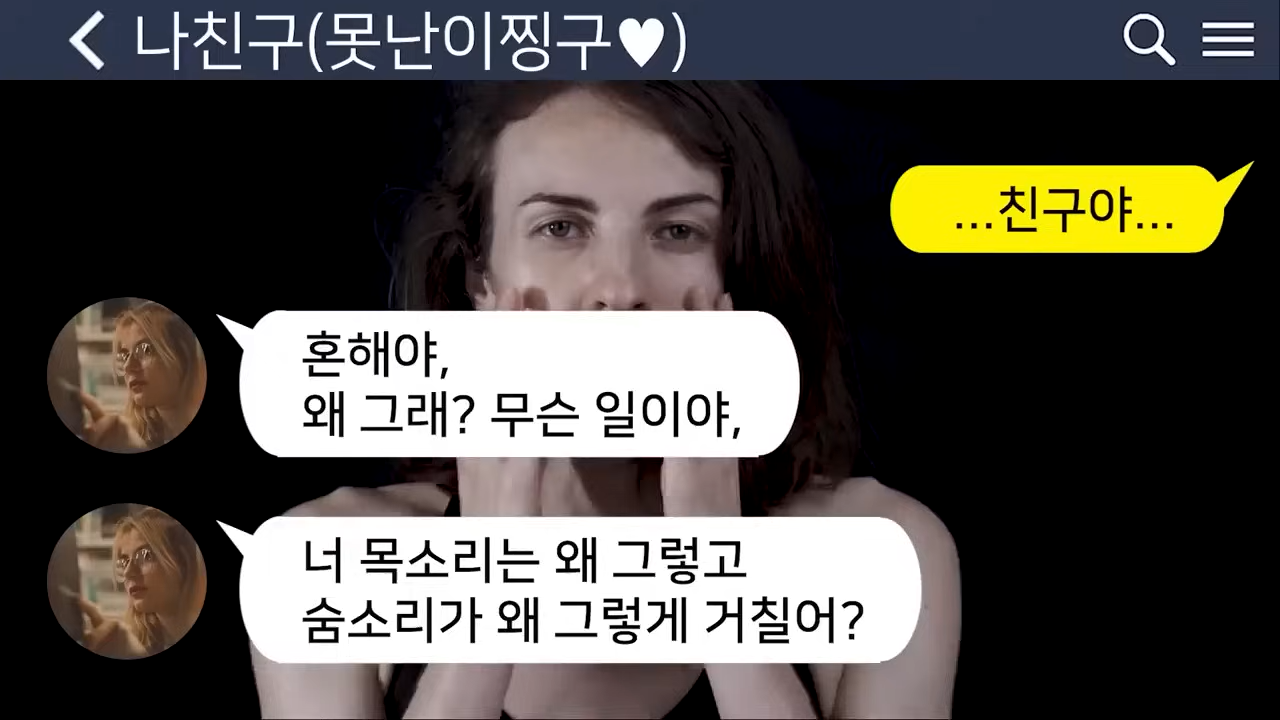 나친구(못난이찡구♥)
...친구야...
혼해야,
왜 그래? 무슨 일이야,
너 목소리는 왜 그렇고
숨소리가 왜 그렇게 거칠어?